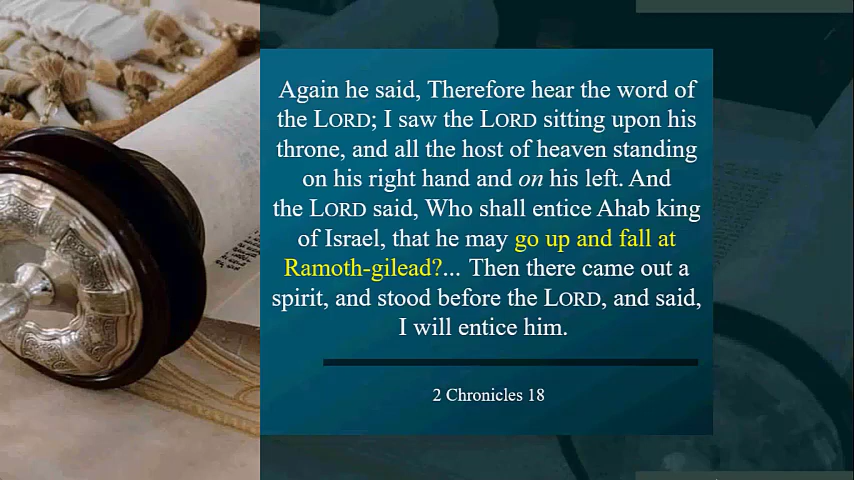 Again he said, Therefore hear the word of
the LORD; I saw the LORD sitting upon his
throne, and all the host of heaven standing
on his right hand and on his left. And
the LORD said, Who shall entice Ahab king
of Israel, that he may go up and fall at
Ramoth-gilead?... Then there came out a
spirit, and stood before the LORD, and said,
I will entice him.
2 Chronicles 18